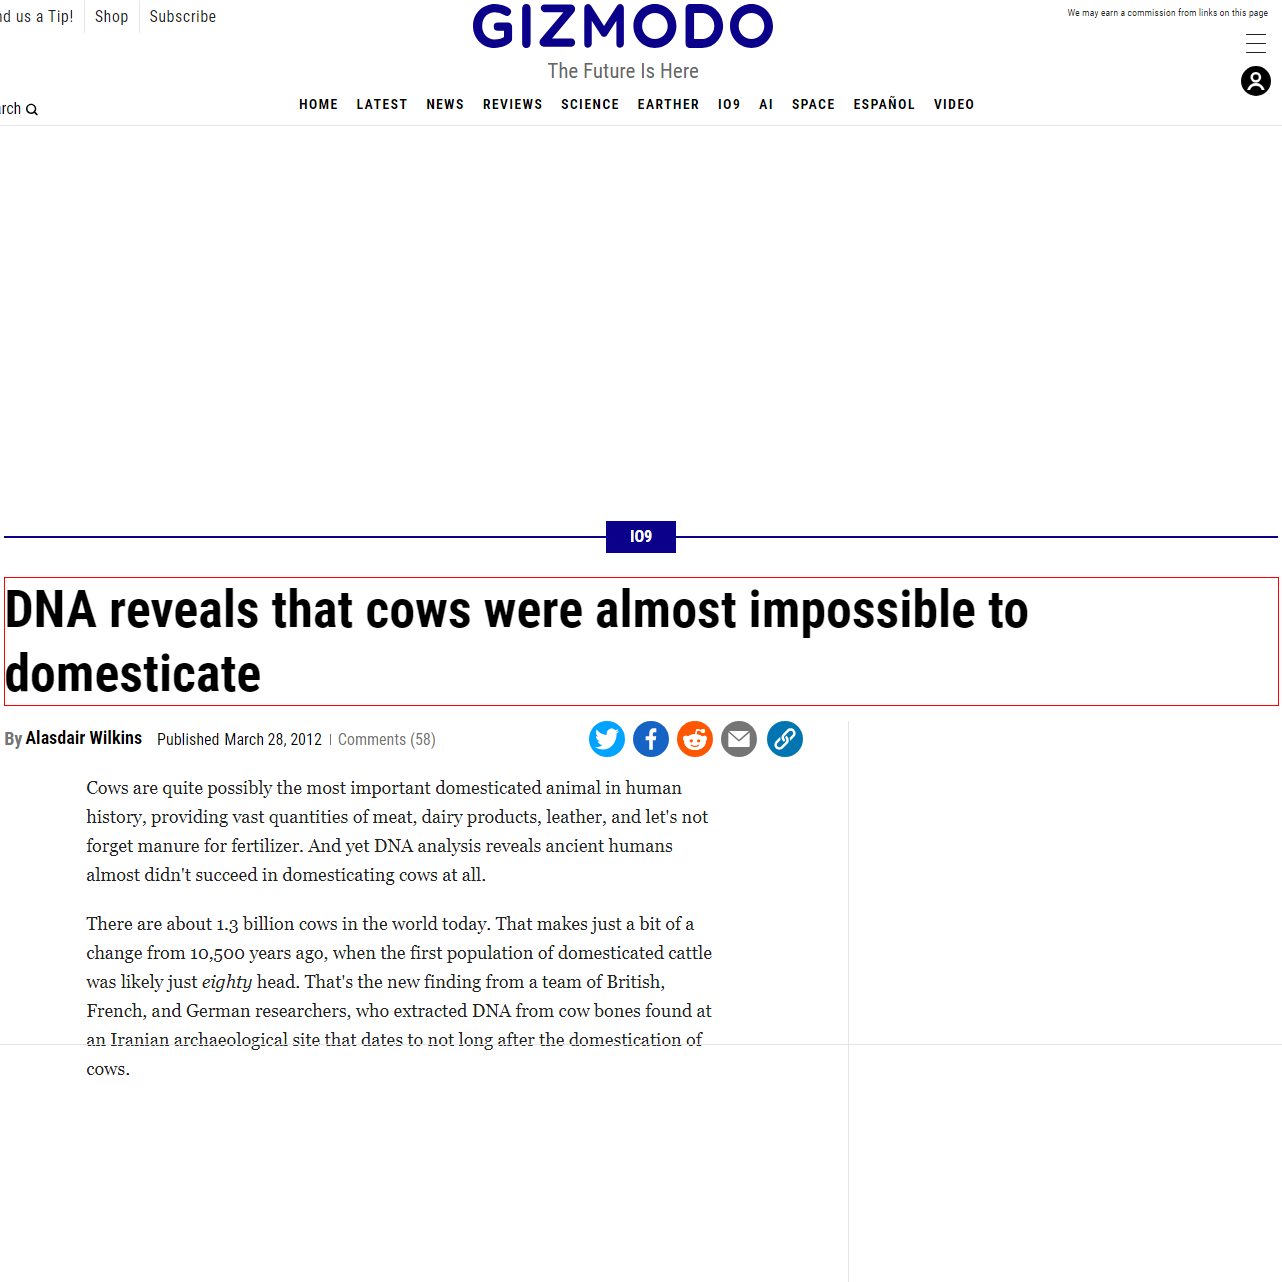 nd us a Tip!
Shop
Subscribe
GIZMODO
We may earn a commission from links on this page
The Future Is Here
rch
HOME LATEST NEWS REVIEWS SCIENCE EARTHER IO9 AI SPACE ESPAÑOL VIDEO
IO9
DNA reveals that cows were almost impossible to
domesticate
By Alasdair Wilkins Published March 28, 2012 | Comments (58)
Cows are quite possibly the most important domesticated animal in human
history, providing vast quantities of meat, dairy products, leather, and let's not
forget manure for fertilizer. And yet DNA analysis reveals ancient humans
almost didn't succeed in domesticating cows at all.
There are about 1.3 billion cows in the world today. That makes just a bit of a
change from 10,500 years ago, when the first population of domesticated cattle
was likely just eighty head. That's the new finding from a team of British,
French, and German researchers, who extracted DNA from cow bones found at
an Iranian archaeological site that dates to not long after the domestication of
cows.